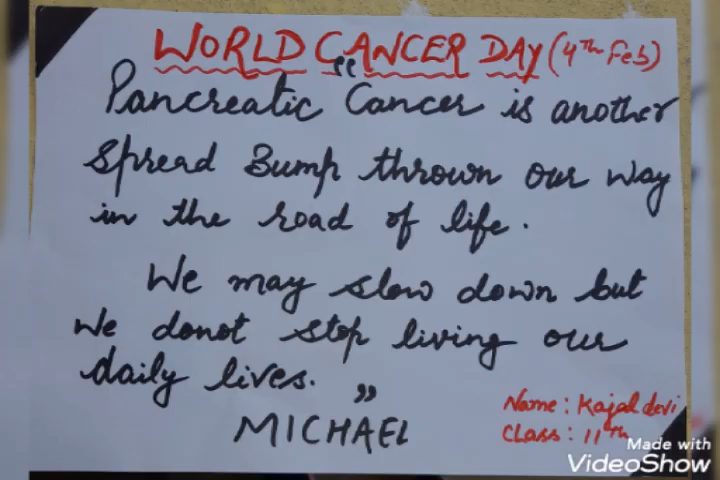 WORLD CANCER DAY (4th Feb)
"Pancreatic Cancer is another
Spread Bump thrown our way
in the road of life.
We may slow down but
we donot stop living our
daily lives."
MICHAEL
Name : Kajal devi
Class : 11th
Made with
VideoShow